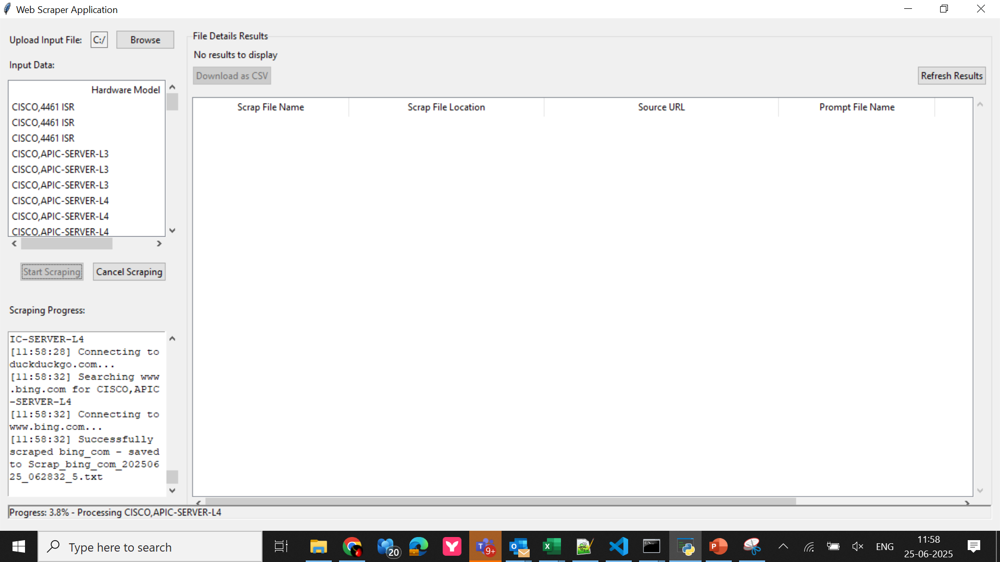 Web Scraper Application
Upload Input File:
C:/
Browse
Input Data:
Hardware Model
CISCO,4461 ISR
CISCO,4461 ISR
CISCO,4461 ISR
CISCO,APIC-SERVER-L3
CISCO,APIC-SERVER-L3
CISCO,APIC-SERVER-L3
CISCO,APIC-SERVER-L4
CISCO,APIC-SERVER-L4
CISCO,APIC-SERVER-L4
Start Scraping
Cancel Scraping
Scraping Progress:
IC-SERVER-L4
[11:58:28] Connecting to
duckduckgo.com...
[11:58:32] Searching www
.bing.com for CISCO,APIC
-SERVER-L4
[11:58:32] Connecting to
www.bing.com...
[11:58:32] Successfully
scraped bing_com - saved
to Scrap_bing_com_202506
25_062832_5.txt
File Details Results
No results to display
Download as CSV
Refresh Results
Scrap File Name
Scrap File Location
Source URL
Prompt File Name
Progress: 3.8% - Processing CISCO,APIC-SERVER-L4
Type here to search
20
9+
ENG
11:58
25-06-2025